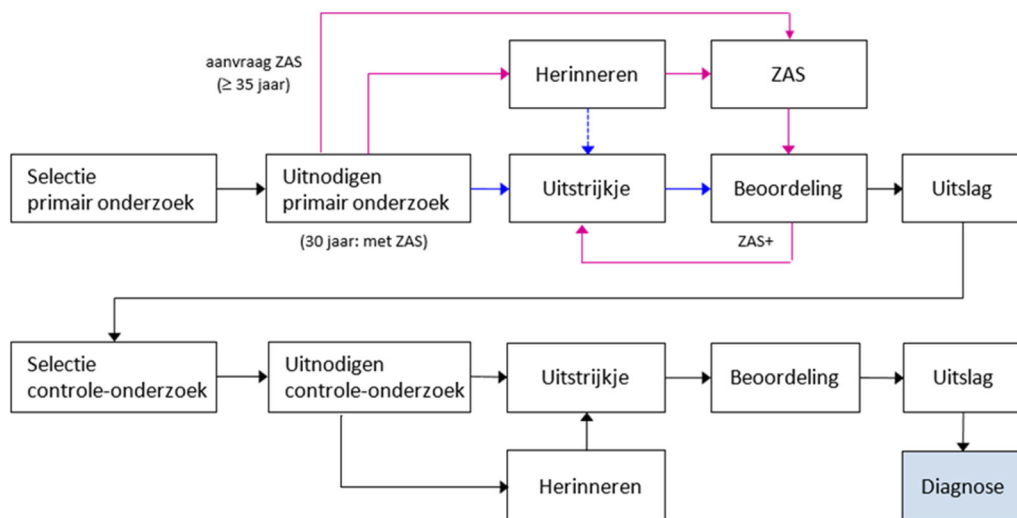 aanvraag ZAS
(≥ 35 jaar)
Herinneren
ZAS
Selectie
primair onderzoek
Uitnodigen
primair onderzoek
Uitstrijkje
Beoordeling
Uitslag
(30 jaar: met ZAS)
ZAS+
Selectie
controle-onderzoek
Uitnodigen
controle-onderzoek
Uitstrijkje
Beoordeling
Uitslag
Herinneren
Diagnose